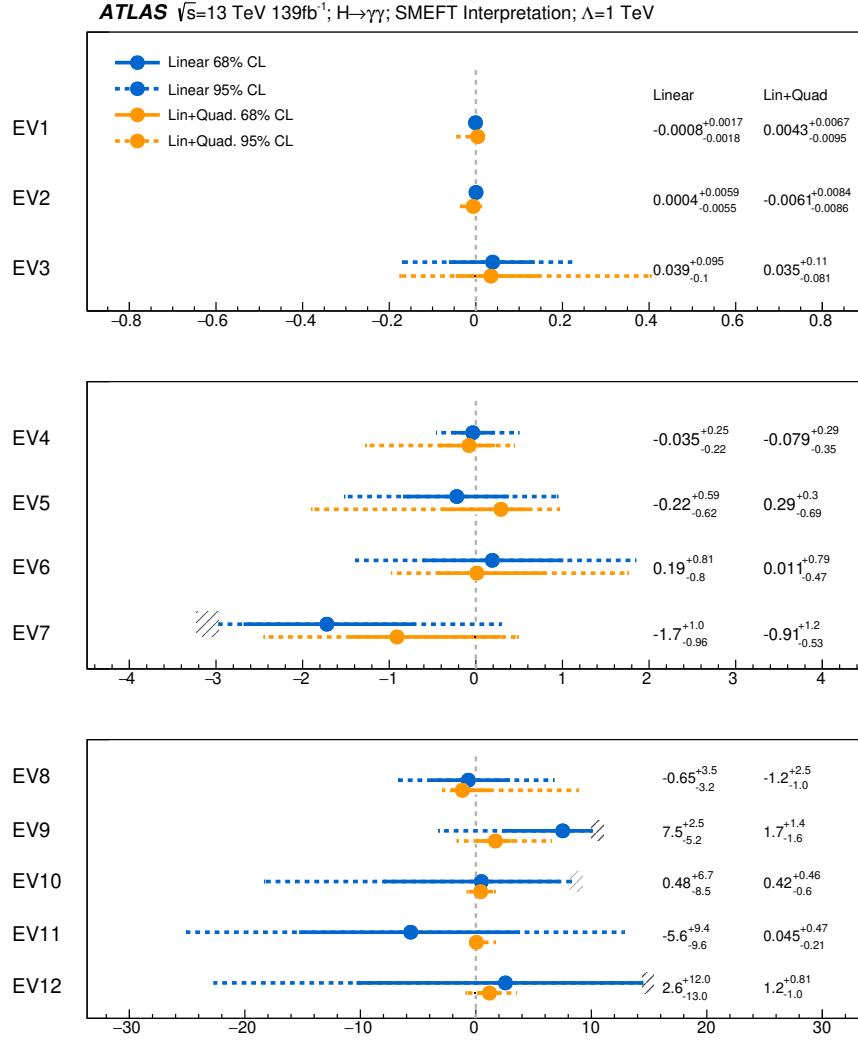 ATLAS √s=13 TeV 139fb⁻¹; H→γγ; SMEFT Interpretation; Λ=1 TeV
Linear 68% CL
Linear 95% CL
Lin+Quad. 68% CL
Lin+Quad. 95% CL
Linear Lin+Quad
EV1 -0.0008 +0.0017 -0.0018 0.0043 +0.0067 -0.0095
EV2 0.0004 +0.0059 -0.0055 -0.0061 +0.0084 -0.0086
EV3 0.039 +0.095 -0.1 0.035 +0.11 -0.081
−0.8 −0.6 −0.4 −0.2 0 0.2 0.4 0.6 0.8
EV4 -0.035 +0.25 -0.22 -0.079 +0.29 -0.35
EV5 -0.22 +0.59 -0.62 0.29 +0.3 -0.69
EV6 0.19 +0.81 -0.8 0.011 +0.79 -0.47
EV7 -1.7 +1.0 -0.96 -0.91 +1.2 -0.53
−4 −3 −2 −1 0 1 2 3 4
EV8 -0.65 +3.5 -3.2 -1.2 +2.5 -1.0
EV9 7.5 +2.5 -5.2 1.7 +1.4 -1.6
EV10 0.48 +6.7 -8.5 0.42 +0.46 -0.6
EV11 -5.6 +9.4 -9.6 0.045 +0.47 -0.21
EV12 2.6 +12.0 -13.0 1.2 +0.81 -1.0
−30 −20 −10 0 10 20 30